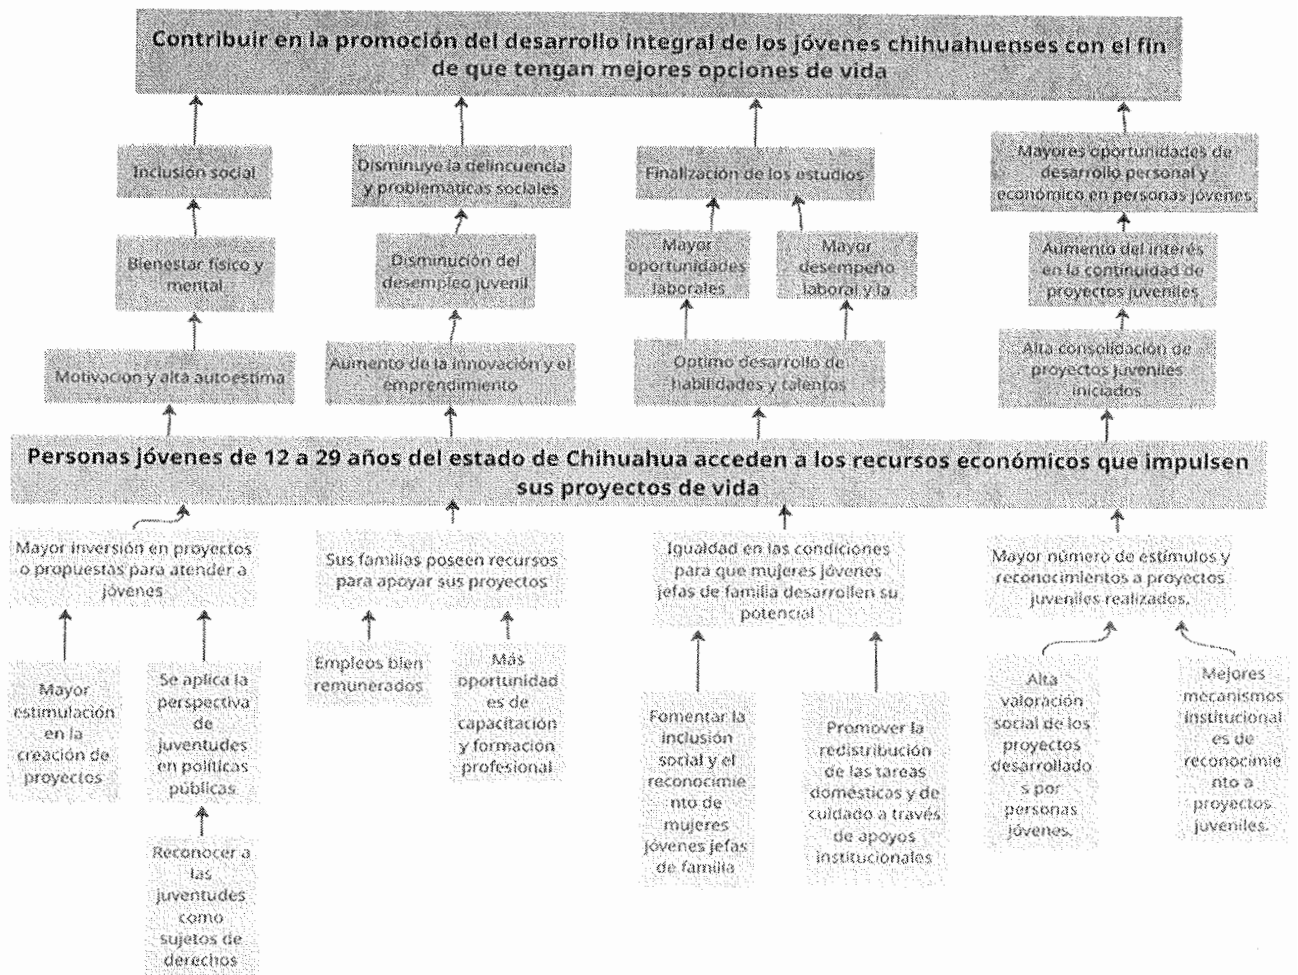 Contribuir en la promoción del desarrollo integral de los jóvenes chihuahuenses con el fin
de que tengan mejores opciones de vida
Inclusión social
Disminuye la delincuencia
y problemáticas sociales
Finalización de los estudios
Mayores oportunidades de
desarrollo personal y
económico en personas jóvenes
Bienestar físico y
mental
Disminución del
desempleo juvenil
Mayor
oportunidades
laborales
Mayor
desempeño
laboral y la
Aumento del interés
en la continuidad de
proyectos juveniles
Motivacion y alta autoestima
Aumento de la innovación y el
emprendimiento
Optimo desarrollo de
habilidades y talentos
Alta consolidación de
proyectos juveniles
iniciados
Personas jóvenes de 12 a 29 años del estado de Chihuahua acceden a los recursos económicos que impulsen
sus proyectos de vida
Mayor inversión en proyectos
o propuestas para atender a
jóvenes
Sus familias poseen recursos
para apoyar sus proyectos
Igualdad en las condiciones
para que mujeres jóvenes
jefas de familia desarrollen su
potencial
Mayor número de estímulos y
reconocimientos a proyectos
juveniles realizados.
Mayor
estimulación
en la
creación de
proyectos
Se aplica la
perspectiva
de
juventudes
en políticas
públicas
Empleos bien
remunerados
Más
oportunidad
es de
capacitación
y formación
profesional
Fomentar la
inclusión
social y el
reconocimie
nto de
mujeres
jóvenes jefas
de familia
Promover la
redistribución
de las tareas
domésticas y de
cuidado a través
de apoyos
institucionales
Alta
valoración
social de los
proyectos
desarrollado
s por
personas
jóvenes.
Mejores
mecanismos
institucional
es de
reconocimie
nto a
proyectos
juveniles.
Reconocer a
las
juventudes
como
sujetos de
derechos